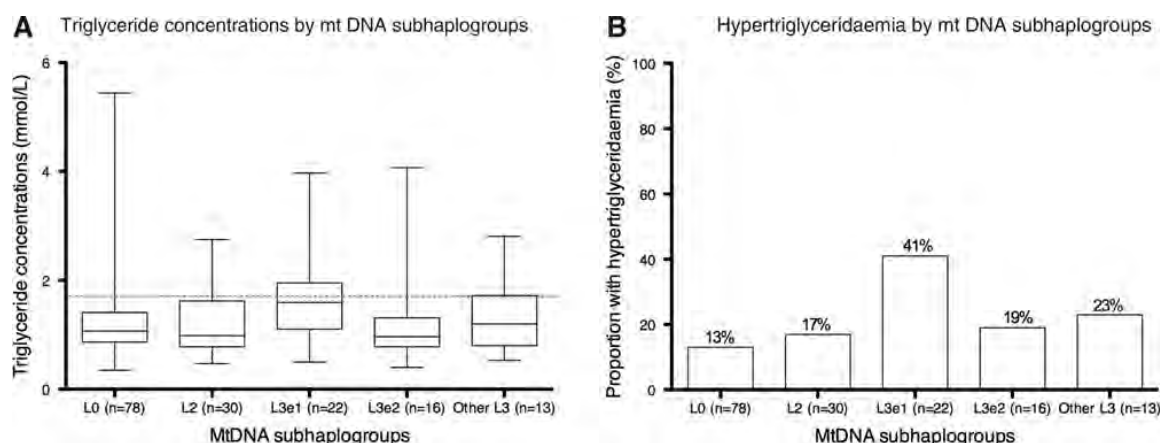 A Triglyceride concentrations by mt DNA subhaplogroups
Triglyceride concentrations (mmol/L)
6
4
2
0
L0 (n=78) L2 (n=30) L3e1 (n=22) L3e2 (n=16) Other L3 (n=13)
MtDNA subhaplogroups
B Hypertriglyceridaemia by mt DNA subhaplogroups
Proportion with hypertriglyceridaemia (%)
100
80
60
40
20
0
13% 17% 41% 19% 23%
L0 (n=78) L2 (n=30) L3e1 (n=22) L3e2 (n=16) Other L3 (n=13)
MtDNA subhaplogroups